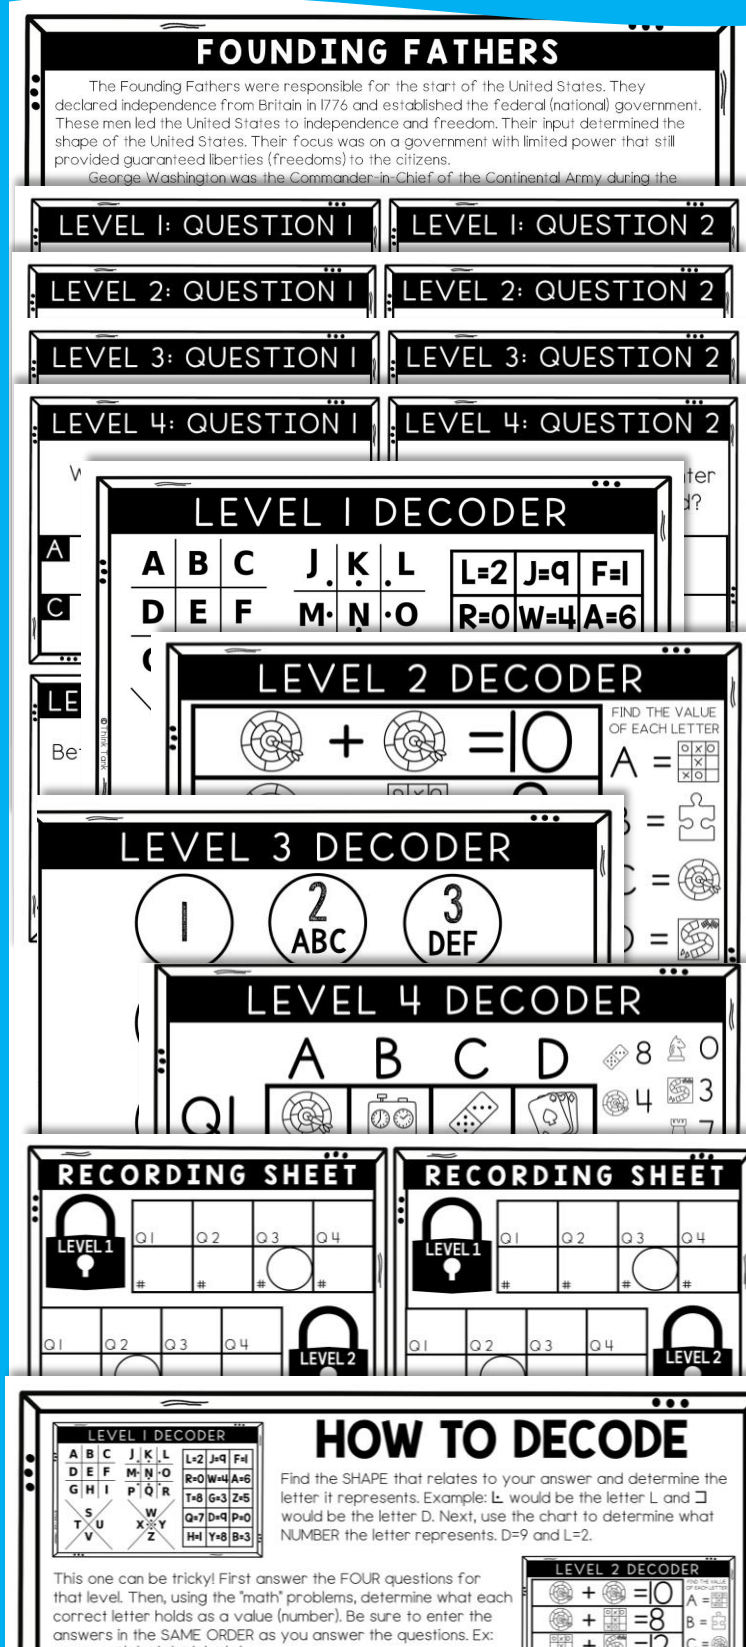 FOUNDING FATHERS
The Founding Fathers were responsible for the start of the United States. They
declared independence from Britain in 1776 and established the federal (national) government.
These men led the United States to independence and freedom. Their input determined the
shape of the United States. Their focus was on a government with limited power that still
provided guaranteed liberties (freedoms) to the citizens.
George Washington was the Commander-in-Chief of the Continental Army during the
LEVEL 1: QUESTION 1
LEVEL 1: QUESTION 2
LEVEL 2: QUESTION 1
LEVEL 2: QUESTION 2
LEVEL 3: QUESTION 1
LEVEL 3: QUESTION 2
LEVEL 4: QUESTION 1
LEVEL 4: QUESTION 2
A
C
LEVEL 1 DECODER
A B C J K L L=2 J=9 F=1
D E F M N O R=0 W=4 A=6
© Think Tank
LEVEL 2 DECODER
+ =10
FIND THE VALUE
OF EACH LETTER
A =
=
=
=
LEVEL 3 DECODER
1 2 3
ABC DEF
LEVEL 4 DECODER
A B C D
8 0
4 3
7
Q1
RECORDING SHEET
LEVEL 1
Q1 Q2 Q3 Q4
# # # #
Q1 Q2 Q3 Q4
LEVEL 2
RECORDING SHEET
LEVEL 1
Q1 Q2 Q3 Q4
# # # #
Q1 Q2 Q3 Q4
LEVEL 2
HOW TO DECODE
LEVEL 1 DECODER
A B C J K L L=2 J=9 F=1
D E F M N O R=0 W=4 A=6
G H I P Q R T=8 G=3 Z=5
S W Q=7 D=9 P=0
T U X Y H=1 Y=8 B=3
V Z
Find the SHAPE that relates to your answer and determine the
letter it represents. Example: would be the letter L and
would be the letter D. Next, use the chart to determine what
NUMBER the letter represents. D=9 and L=2.
This one can be tricky! First answer the FOUR questions for
that level. Then, using the "math" problems, determine what each
correct letter holds as a value (number). Be sure to enter the
answers in the SAME ORDER as you answer the questions. Ex:
LEVEL 2 DECODER
+ =10
+ =8
FIND THE VALUE
OF EACH LETTER
A =
B =
C =